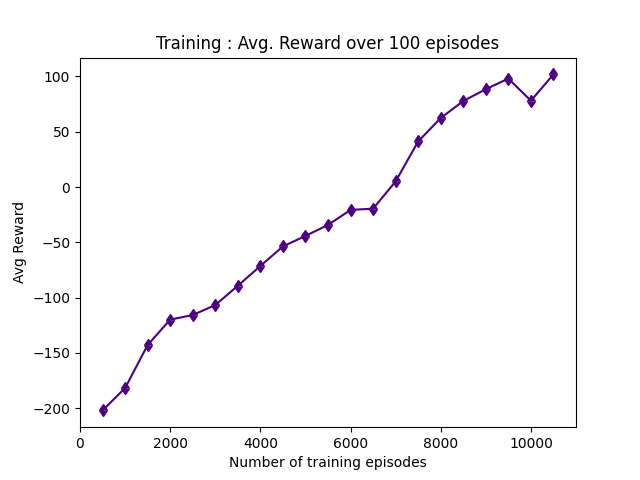 Training : Avg. Reward over 100 episodes
100
50
0
−50
−100
−150
−200
Avg Reward
0 2000 4000 6000 8000 10000
Number of training episodes